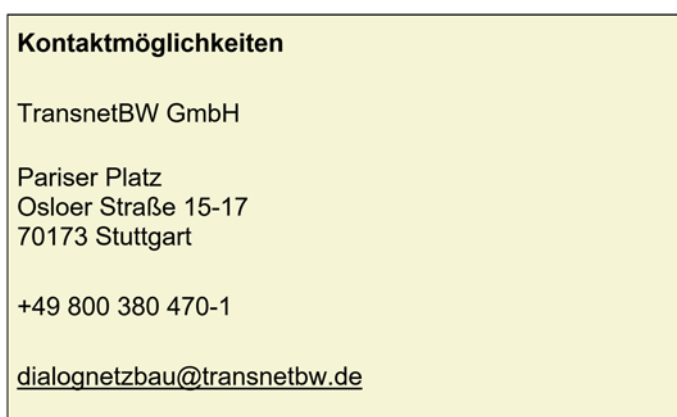 Kontaktmöglichkeiten
TransnetBW GmbH
Pariser Platz
Osloer Straße 15-17
70173 Stuttgart
+49 800 380 470-1
dialognetzbau@transnetbw.de